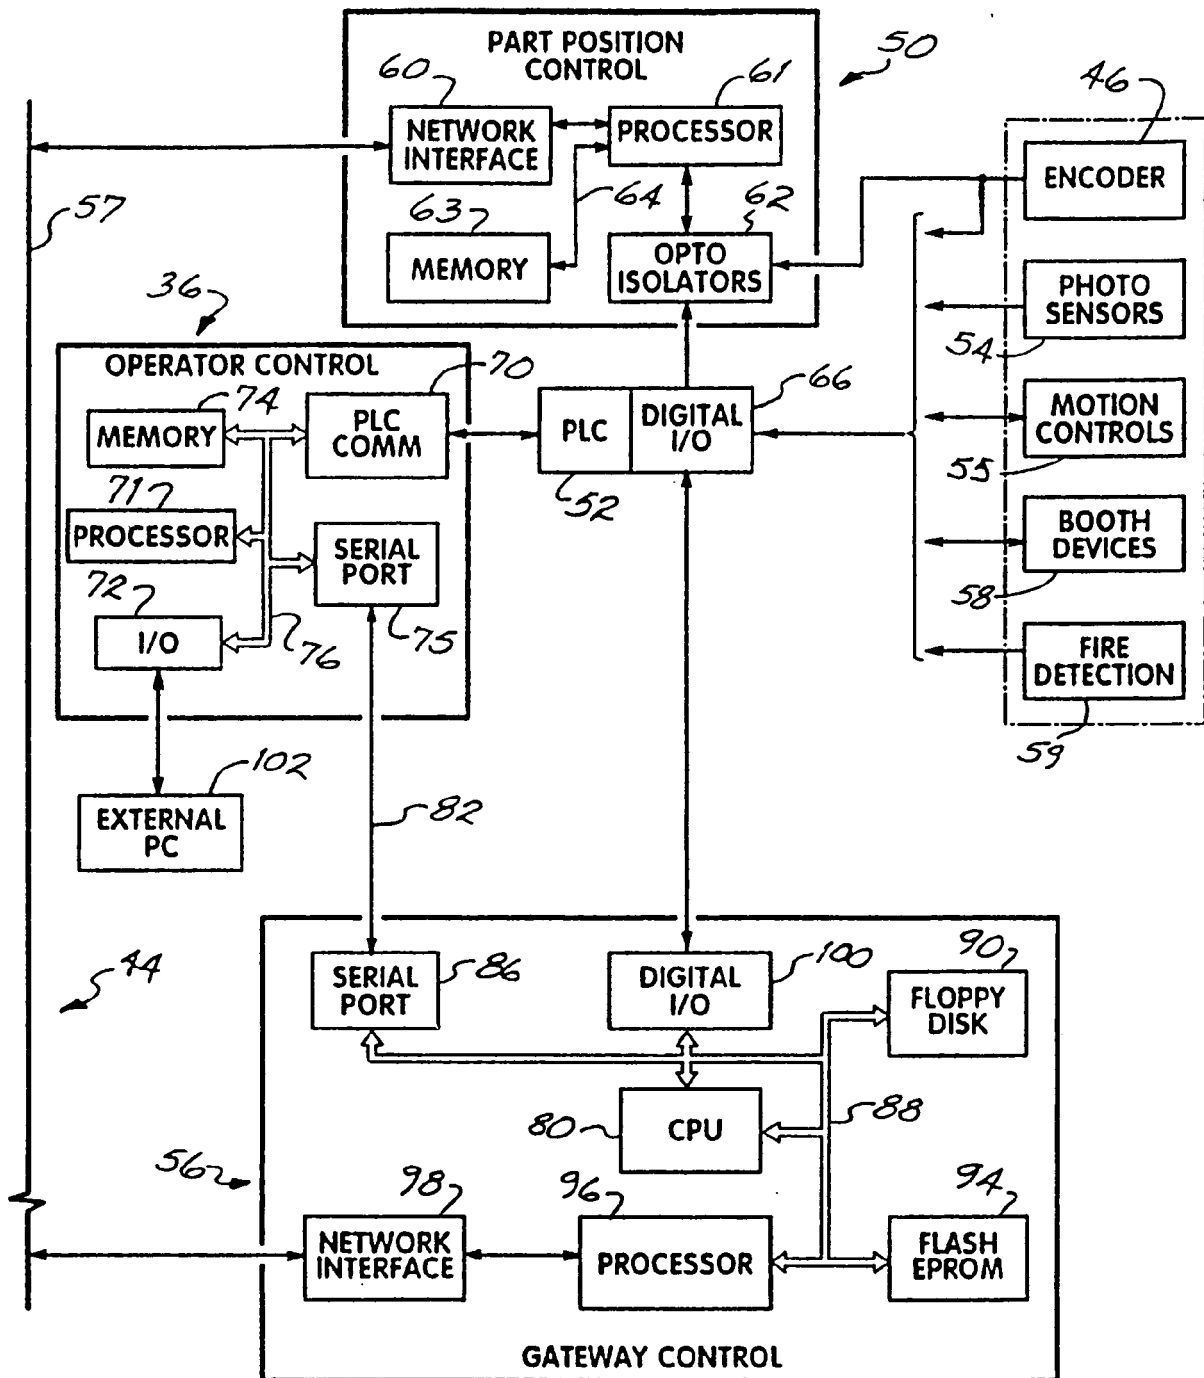 PART POSITION
CONTROL
50
60
61
46
NETWORK
INTERFACE
PROCESSOR
ENCODER
57
63
64
62
MEMORY
OPTO
ISOLATORS
PHOTO
SENSORS
54
36
OPERATOR CONTROL
70
66
74
MEMORY
PLC
COMM
PLC
DIGITAL
I/O
52
MOTION
CONTROLS
55
71
PROCESSOR
SERIAL
PORT
75
BOOTH
DEVICES
58
72
I/O
76
FIRE
DETECTION
59
102
EXTERNAL
PC
82
44
SERIAL
PORT
86
DIGITAL
I/O
100
90
FLOPPY
DISK
80
CPU
88
56
98
96
94
NETWORK
INTERFACE
PROCESSOR
FLASH
EPROM
GATEWAY CONTROL